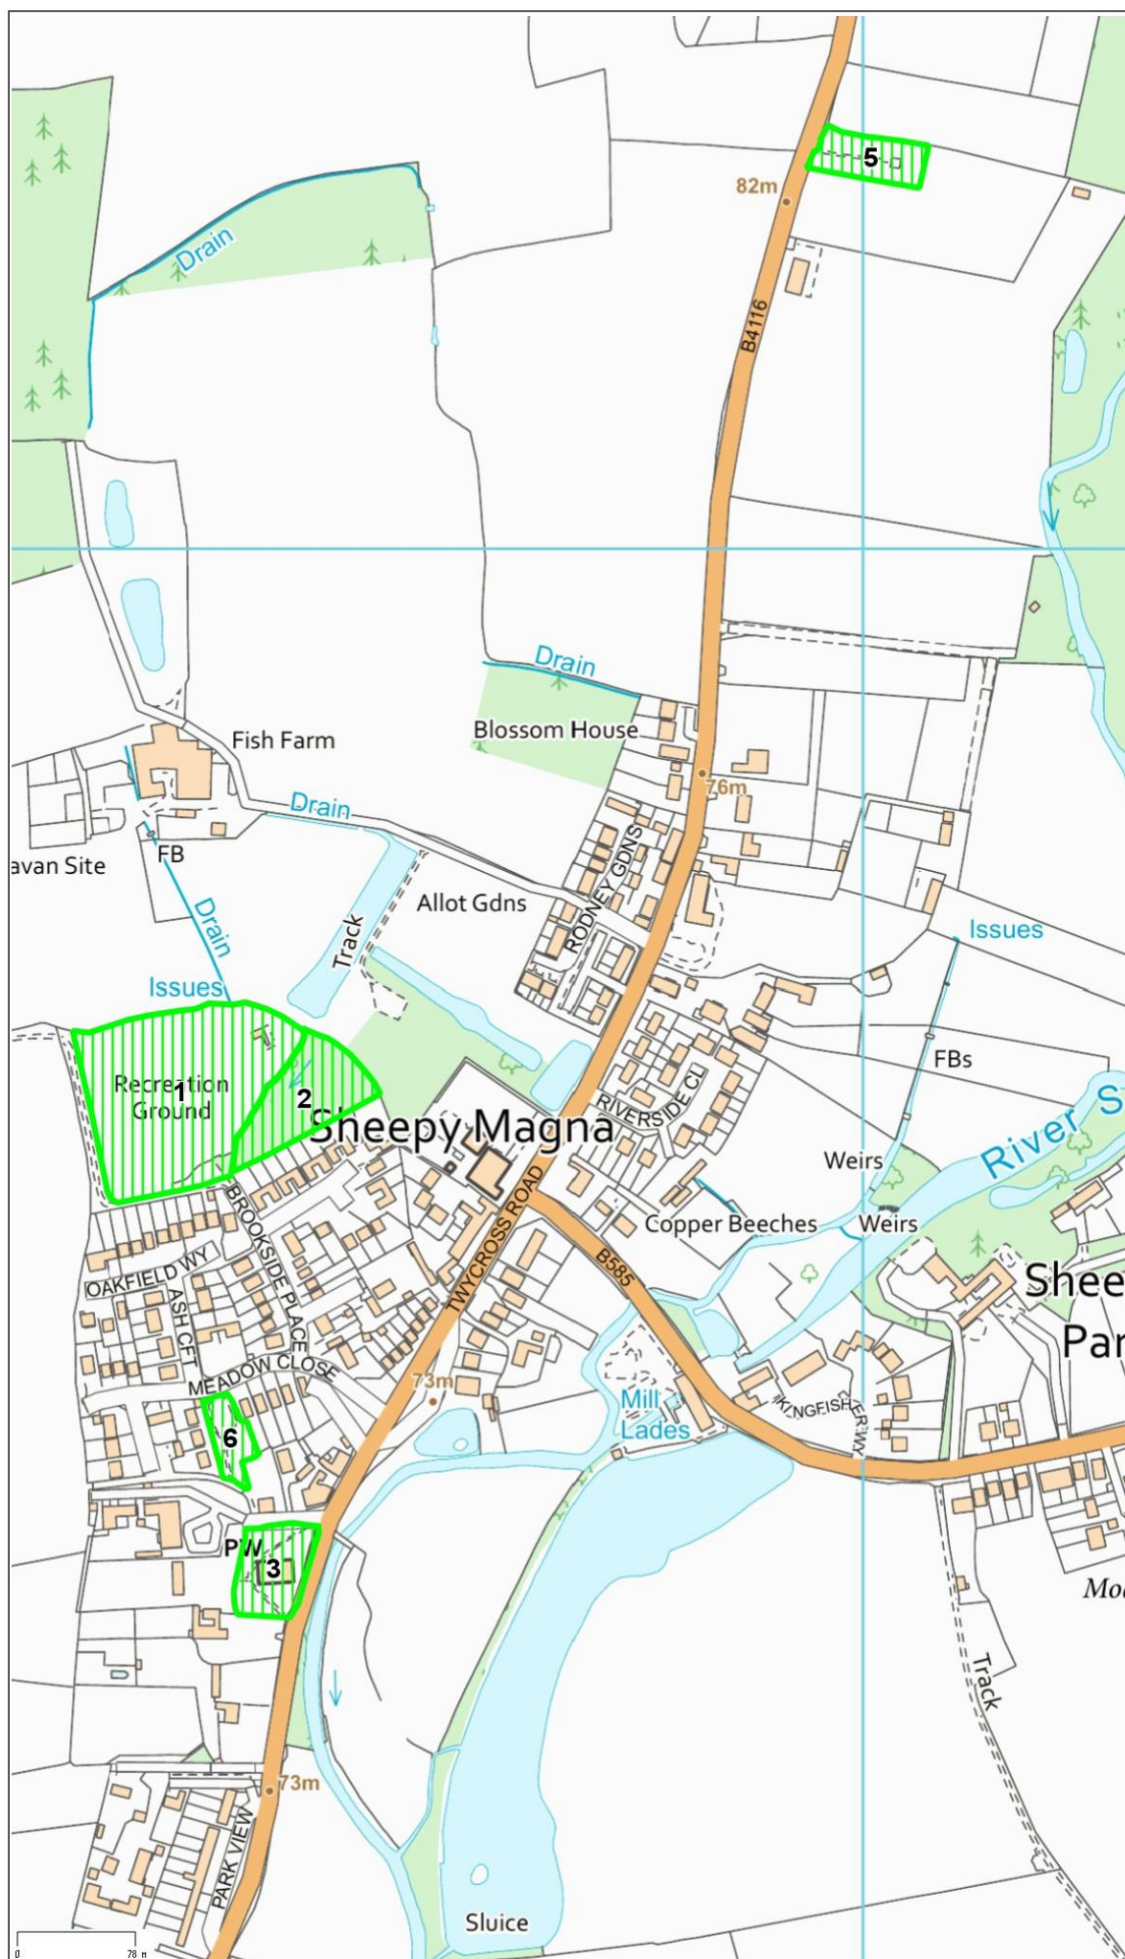 5
82m
Drain
B4116
Drain
Blossom House
Fish Farm
76m
Drain
FB
avan Site
RODNEY GDNS
Allot Gdns
Drain
Track
Issues
Issues
FBs
Recreation
Ground
1
2
Sheepy Magna
RIVERSIDE CL
River S
Weirs
Weirs
Copper Beeches
TWYCROSS ROAD
B585
BROOKSIDE PLACE
OAKFIELD WY
ASH CFT
Shee
Par
MEADOW CLOSE
73m
Mill
Lades
KINGFISHER WY
6
PW
3
Moo
Track
73m
PARK VIEW
Sluice
0 78 M